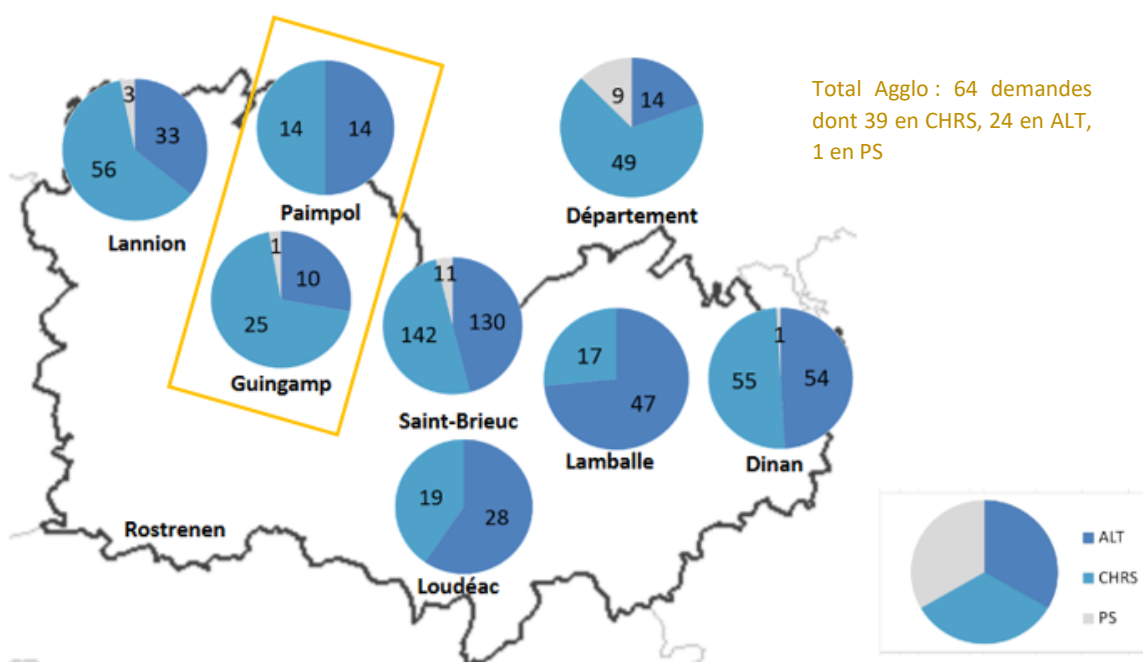 Total Agglo : 64 demandes
dont 39 en CHRS, 24 en ALT,
1 en PS
3
33
56
Lannion
14
14
Paimpol
9
14
49
Département
1
10
25
Guingamp
11
142
130
Saint-Brieuc
17
47
Lamballe
1
55
54
Dinan
19
28
Loudéac
Rostrenen
ALT
CHRS
PS